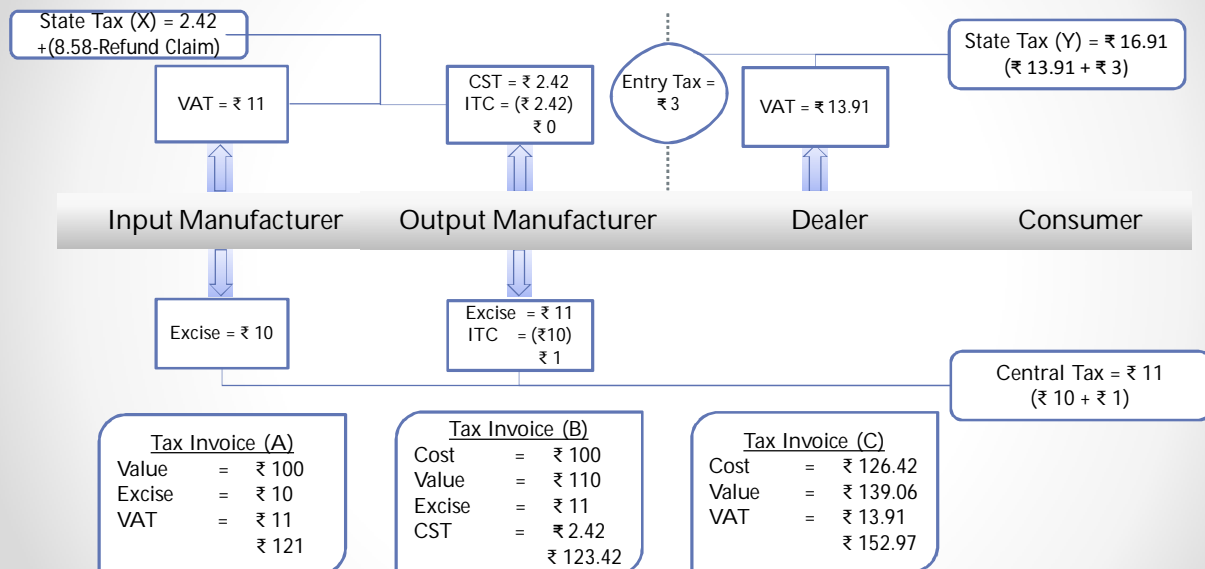 State Tax (X) = 2.42
+(8.58-Refund Claim)
VAT = ₹ 11
CST = ₹ 2.42
ITC = (₹ 2.42)
₹ 0
Entry Tax =
₹ 3
VAT = ₹ 13.91
State Tax (Y) = ₹ 16.91
(₹ 13.91 + ₹ 3)
Input Manufacturer
Output Manufacturer
Dealer
Consumer
Excise = ₹ 10
Excise = ₹ 11
ITC = (₹10)
₹ 1
Central Tax = ₹ 11
(₹ 10 + ₹ 1)
Tax Invoice (A)
Value = ₹ 100
Excise = ₹ 10
VAT = ₹ 11
₹ 121
Tax Invoice (B)
Cost = ₹ 100
Value = ₹ 110
Excise = ₹ 11
CST = ₹ 2.42
₹ 123.42
Tax Invoice (C)
Cost = ₹ 126.42
Value = ₹ 139.06
VAT = ₹ 13.91
₹ 152.97